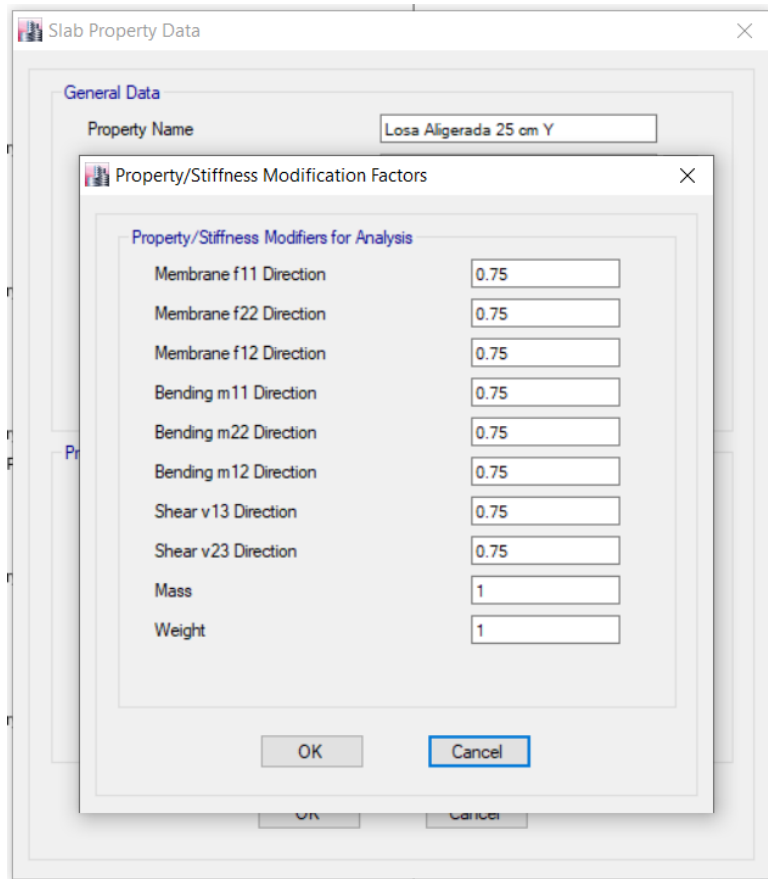 Slab Property Data
General Data
Property Name Losa Aligerada 25 cm Y
Property/Stiffness Modification Factors
Property/Stiffness Modifiers for Analysis
Membrane f11 Direction 0.75
Membrane f22 Direction 0.75
Membrane f12 Direction 0.75
Bending m11 Direction 0.75
Bending m22 Direction 0.75
Bending m12 Direction 0.75
Shear v13 Direction 0.75
Shear v23 Direction 0.75
Mass 1
Weight 1
Pr
OK Cancel
OK Cancel